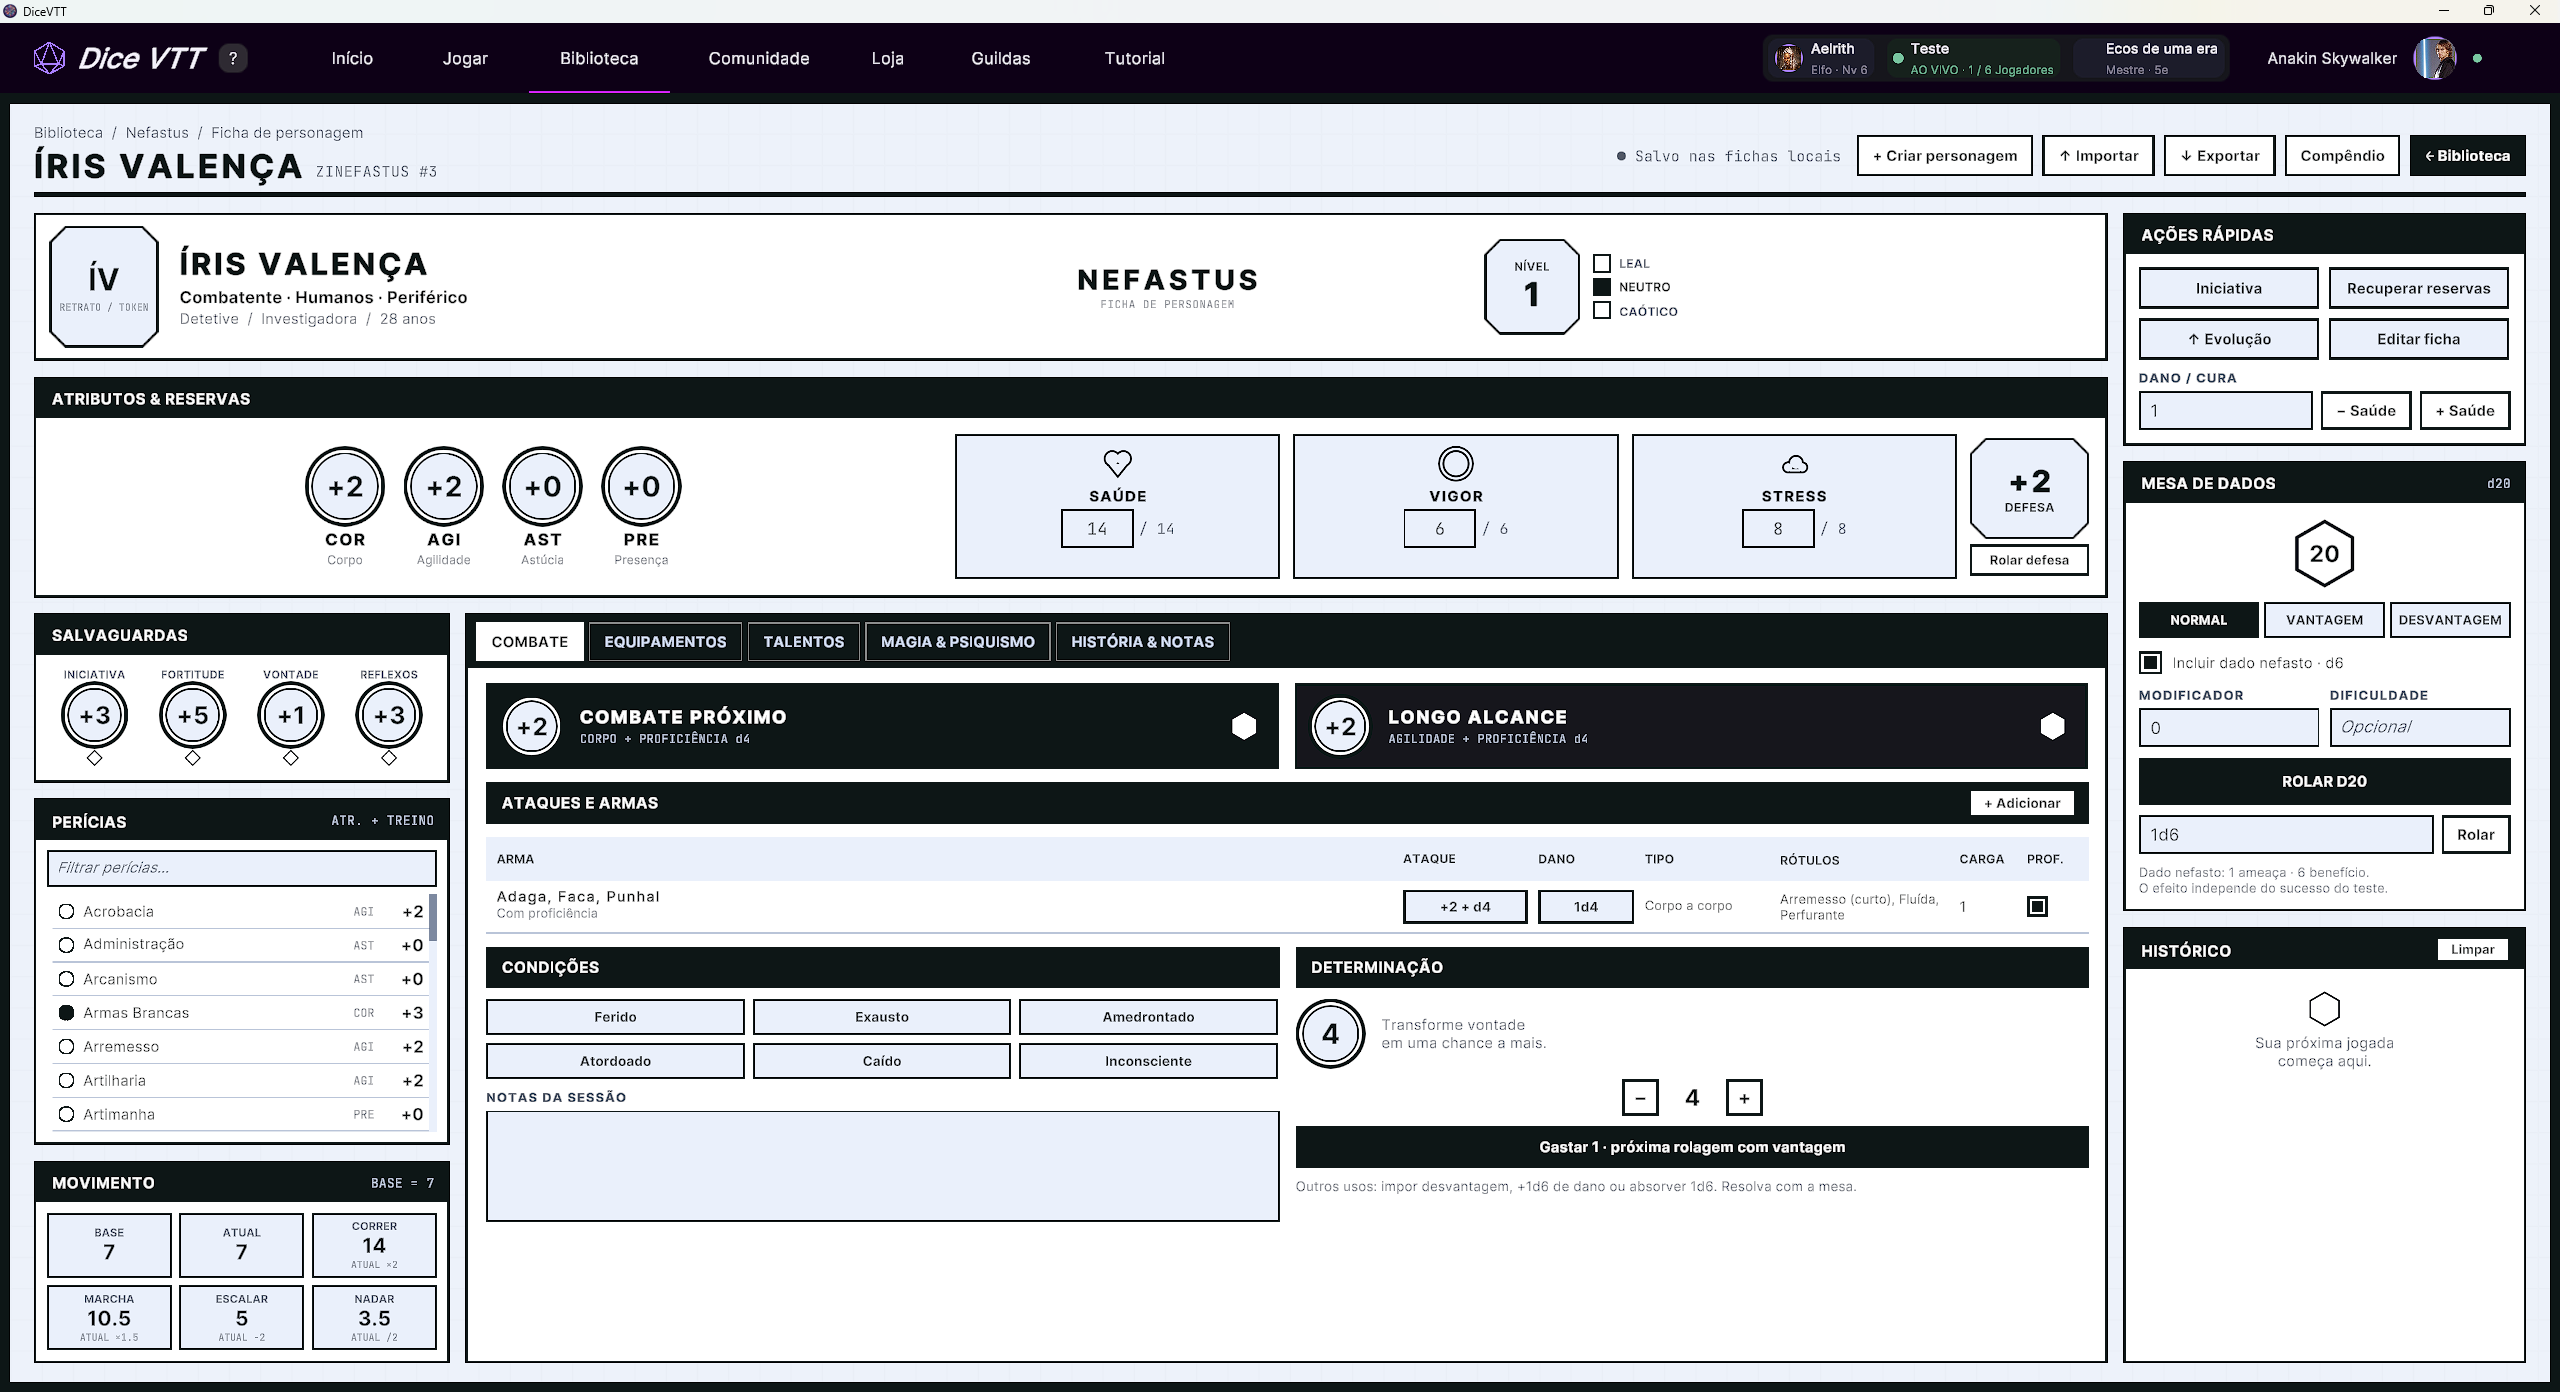 DiceVTT
Dice VTT ?
Início Jogar Biblioteca Comunidade Loja Guildas Tutorial
Aelrith
Elfo · Nv 6
Teste
AO VIVO · 1 / 6 Jogadores
Ecos de uma era
Mestre · 5e
Anakin Skywalker
Biblioteca / Nefastus / Ficha de personagem
ÍRIS VALENÇA ZINEFASTUS #3
Salvo nas fichas locais
+ Criar personagem
↑ Importar
↓ Exportar
Compêndio
← Biblioteca
ÍV
RETRATO / TOKEN
ÍRIS VALENÇA
Combatente · Humanos · Periférico
Detetive / Investigadora / 28 anos
NEFASTUS
FICHA DE PERSONAGEM
NÍVEL
1
LEAL
NEUTRO
CAÓTICO
ATRIBUTOS & RESERVAS
+2
COR
Corpo
+2
AGI
Agilidade
+0
AST
Astúcia
+0
PRE
Presença
SAÚDE
14 / 14
VIGOR
6 / 6
STRESS
8 / 8
+2
DEFESA
Rolar defesa
SALVAGUARDAS
INICIATIVA FORTITUDE VONTADE REFLEXOS
+3 +5 +1 +3
PERÍCIAS ATR. + TREINO
Filtrar perícias...
Acrobacia AGI +2
Administração AST +0
Arcanismo AST +0
Armas Brancas COR +3
Arremesso AGI +2
Artilharia AGI +2
Artimanha PRE +0
MOVIMENTO BASE = 7
BASE
7
ATUAL
7
CORRER
14
ATUAL ×2
MARCHA
10.5
ATUAL ×1.5
ESCALAR
5
ATUAL -2
NADAR
3.5
ATUAL /2
COMBATE EQUIPAMENTOS TALENTOS MAGIA & PSIQUISMO HISTÓRIA & NOTAS
+2
COMBATE PRÓXIMO
CORPO + PROFICIÊNCIA d4
+2
LONGO ALCANCE
AGILIDADE + PROFICIÊNCIA d4
ATAQUES E ARMAS
+ Adicionar
ARMA ATAQUE DANO TIPO RÓTULOS CARGA PROF.
Adaga, Faca, Punhal
Com proficiência
+2 + d4
1d4
Corpo a corpo
Arremesso (curto), Fluída,
Perfurante
1
CONDIÇÕES
Ferido Exausto Amedrontado
Atordoado Caído Inconsciente
NOTAS DA SESSÃO
DETERMINAÇÃO
4
Transforme vontade
em uma chance a mais.
− 4 +
Gastar 1 · próxima rolagem com vantagem
Outros usos: impor desvantagem, +1d6 de dano ou absorver 1d6. Resolva com a mesa.
AÇÕES RÁPIDAS
Iniciativa
Recuperar reservas
↑ Evolução
Editar ficha
DANO / CURA
1
− Saúde
+ Saúde
MESA DE DADOS d20
20
NORMAL VANTAGEM DESVANTAGEM
Incluir dado nefasto · d6
MODIFICADOR DIFICULDADE
0 Opcional
ROLAR D20
1d6 Rolar
Dado nefasto: 1 ameaça · 6 benefício.
O efeito independe do sucesso do teste.
HISTÓRICO
Limpar
Sua próxima jogada
começa aqui.